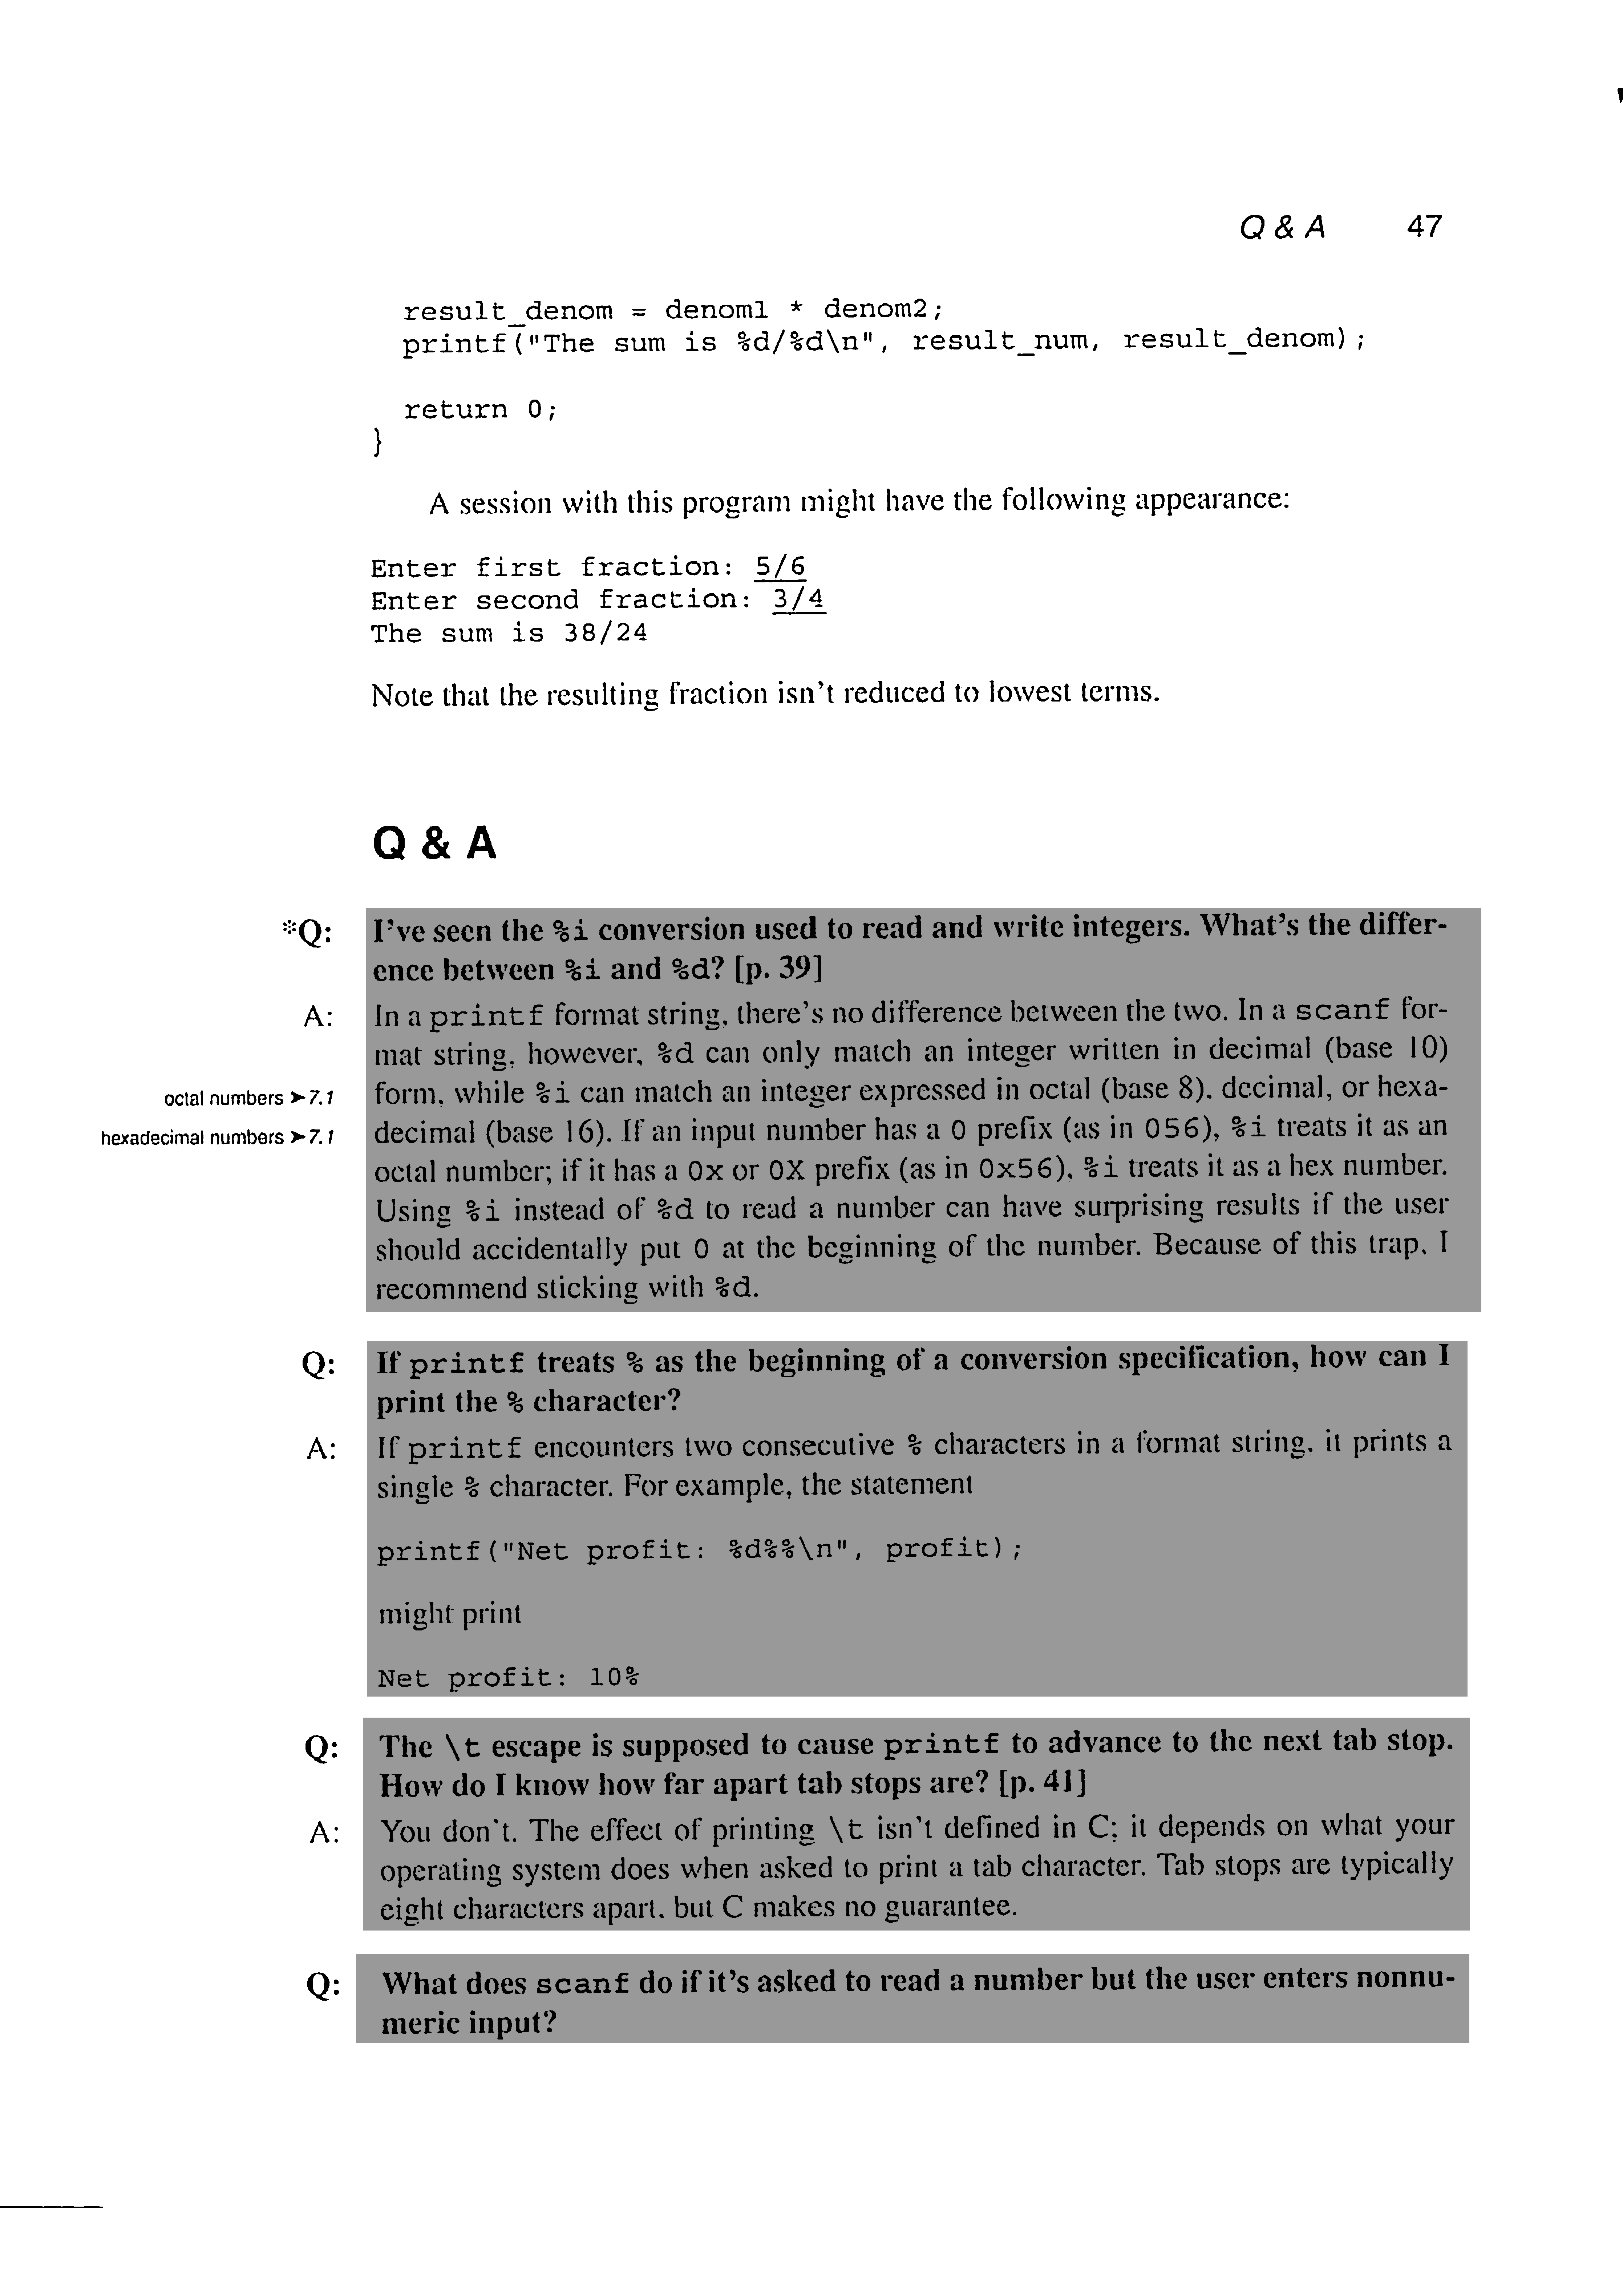 Q & A 47
result_denom = denom1 * denom2;
printf("The sum is %d/%d\n", result_num, result_denom);
return 0;
}
A session with this program might have the following appearance:
Enter first fraction: 5/6
Enter second fraction: 3/4
The sum is 38/24
Note that the resulting fraction isn't reduced to lowest terms.
Q & A
*Q: I've seen the %i conversion used to read and write integers. What's the differ-
ence between %i and %d? [p. 39]
A: In a printf format string, there's no difference between the two. In a scanf for-
mat string, however, %d can only match an integer written in decimal (base 10)
octal numbers ➤ 7.1 form, while %i can match an integer expressed in octal (base 8), decimal, or hexa-
hexadecimal numbers ➤ 7.1 decimal (base 16). If an input number has a 0 prefix (as in 056), %i treats it as an
octal number; if it has a 0x or 0X prefix (as in 0x56), %i treats it as a hex number.
Using %i instead of %d to read a number can have surprising results if the user
should accidentally put 0 at the beginning of the number. Because of this trap, I
recommend sticking with %d.
Q: If printf treats % as the beginning of a conversion specification, how can I
print the % character?
A: If printf encounters two consecutive % characters in a format string, it prints a
single % character. For example, the statement
printf("Net profit: %d%%\n", profit);
might print
Net profit: 10%
Q: The \t escape is supposed to cause printf to advance to the next tab stop.
How do I know how far apart tab stops are? [p. 41]
A: You don't. The effect of printing \t isn't defined in C; it depends on what your
operating system does when asked to print a tab character. Tab stops are typically
eight characters apart, but C makes no guarantee.
Q: What does scanf do if it's asked to read a number but the user enters nonnu-
meric input?